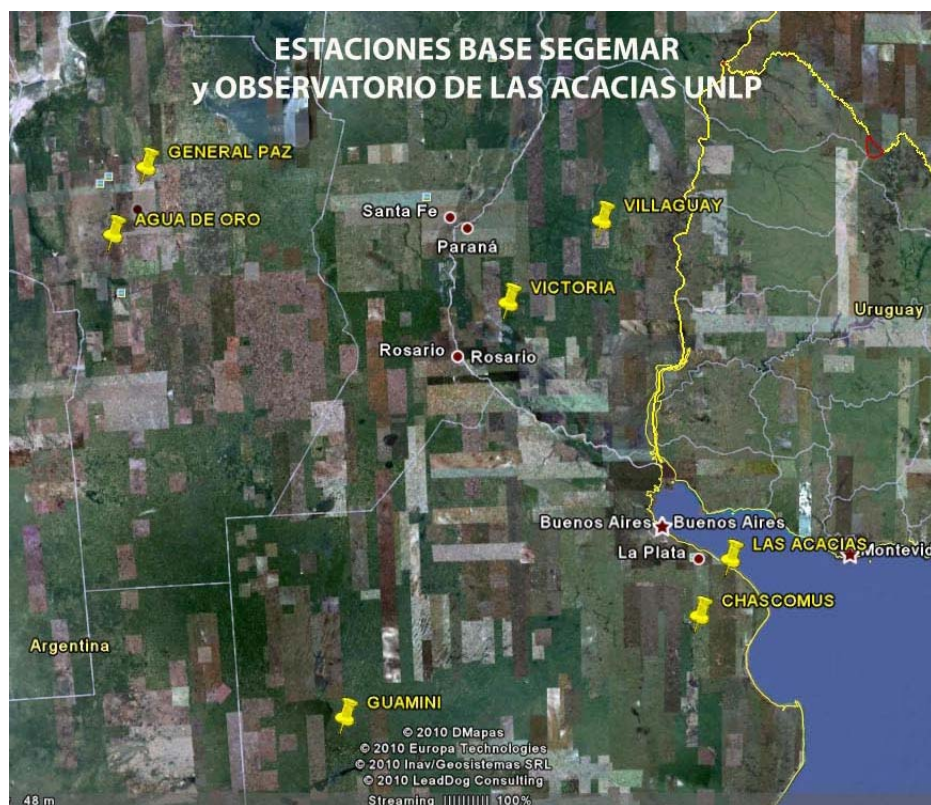 ESTACIONES BASE SEGEMAR
y OBSERVATORIO DE LAS ACACIAS UNLP
GENERAL PAZ
AGUA DE ORO
Santa Fe
Paraná
VILLAGUAY
VICTORIA
Uruguay
Rosario Rosario
Buenos Aires Buenos Aires
LAS ACACIAS
La Plata
Montevid
CHASCOMUS
Argentina
GUAMINI
© 2010 DMapas
© 2010 Europa Technologies
© 2010 Inav/Geosistemas SRL
© 2010 LeadDog Consulting
48 m
Streaming |||||||||| 100%